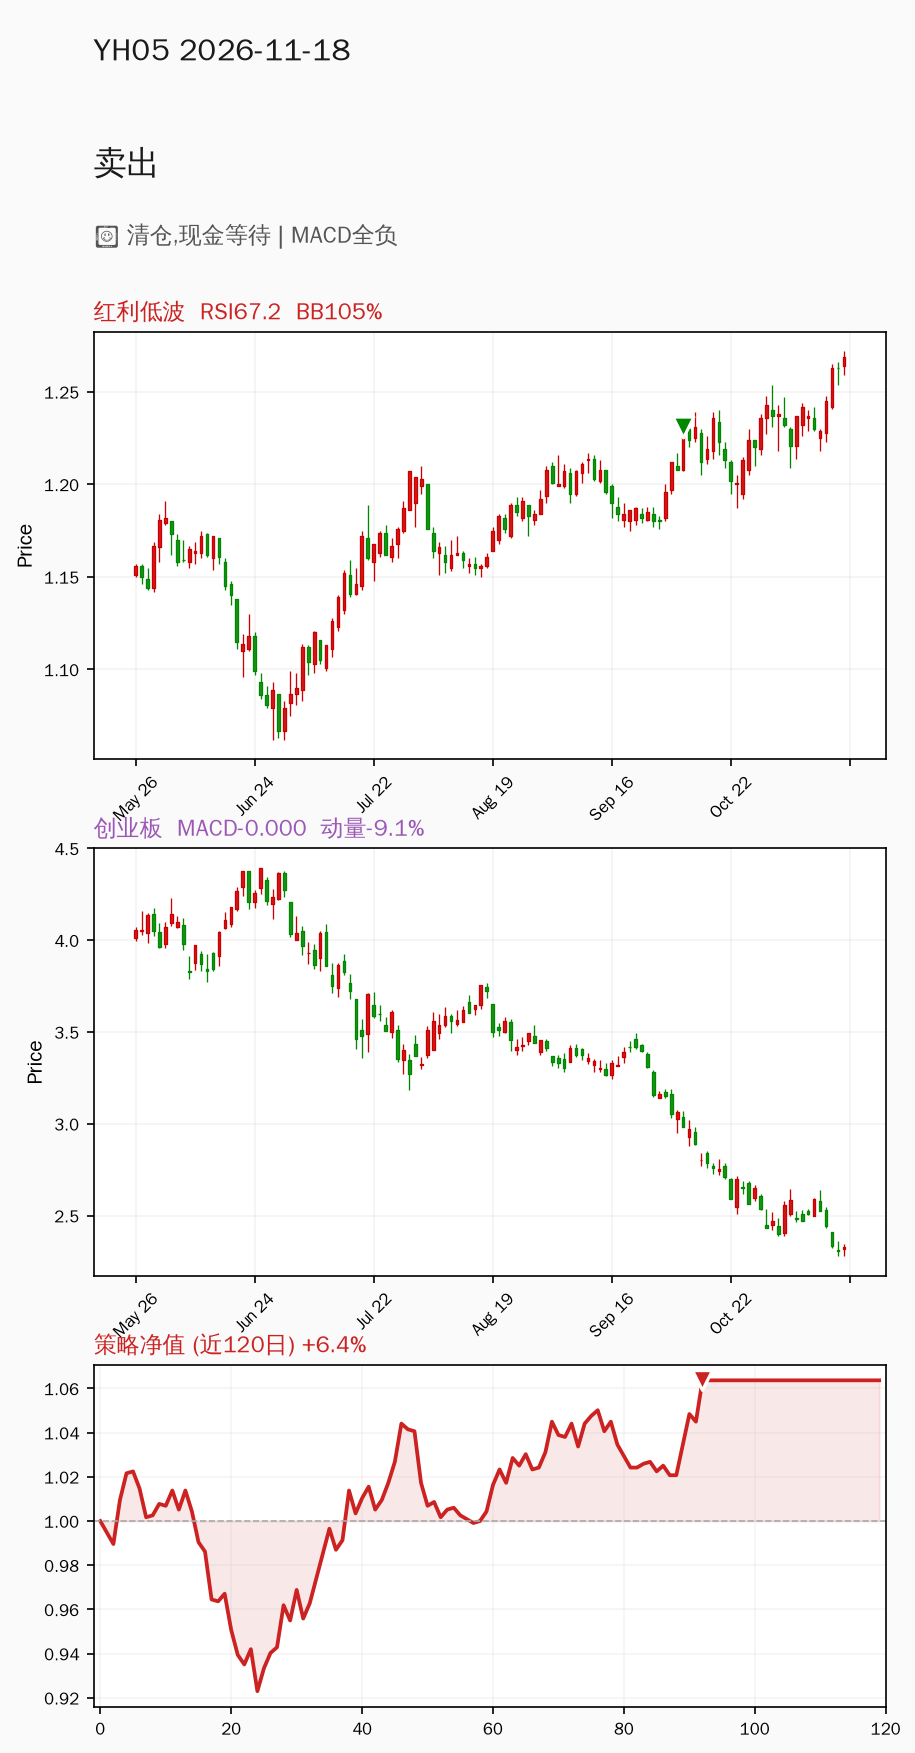 YH05 2026-11-18
卖出
清仓,现金等待 | MACD全负
红利低波 RSI67.2 BB105%
Price
1.25
1.20
1.15
1.10
May 26
Jun 24
Jul 22
Aug 19
Sep 16
Oct 22
创业板 MACD-0.000 动量-9.1%
Price
4.5
4.0
3.5
3.0
2.5
May 26
Jun 24
Jul 22
Aug 19
Sep 16
Oct 22
策略净值 (近120日) +6.4%
1.06
1.04
1.02
1.00
0.98
0.96
0.94
0.92
0
20
40
60
80
100
120